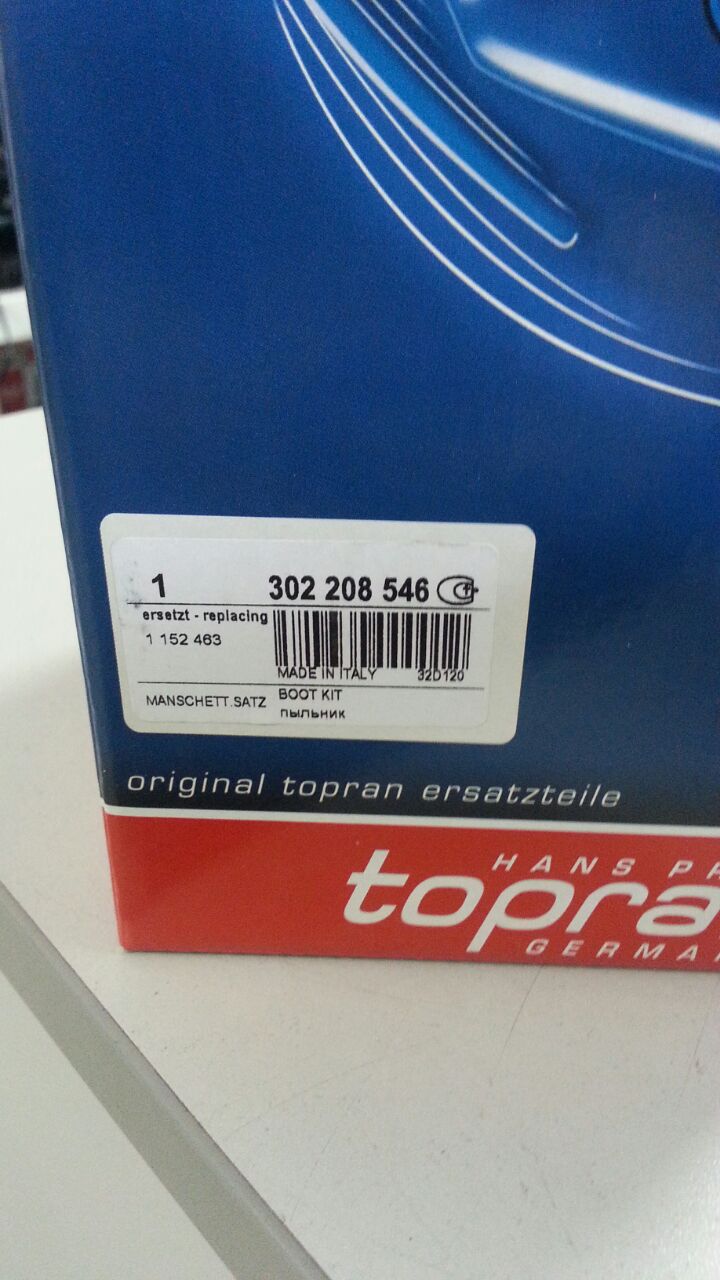 1 302 208 546
ersetzt - replacing
1 152 463
MADE IN ITALY 32D120
MANSCHETT.SATZ BOOT KIT
пыльник
original topran ersatzteile
HANS
topra
GERMA